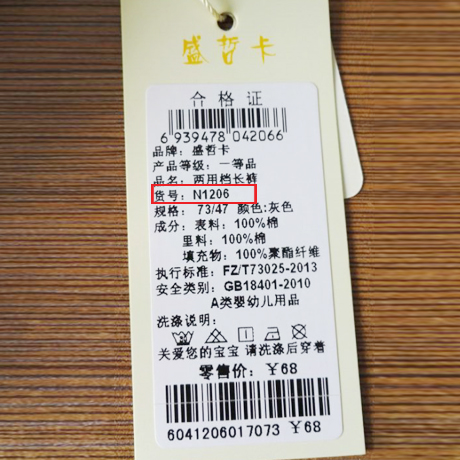 盛哲卡
合格证
6 939478 042066
品牌: 盛哲卡
产品等级: 一等品
品名: 两用档长裤
货号: N1206
规格: 73/47 颜色:灰色
成分: 表料: 100%棉
里料: 100%棉
填充物: 100%聚酯纤维
执行标准: FZ/T73025-2013
安全类别: GB18401-2010
A类婴幼儿用品
洗涤说明:
关爱您的宝宝 请洗涤后穿着
零售价: ¥68
6041206017073 ¥68